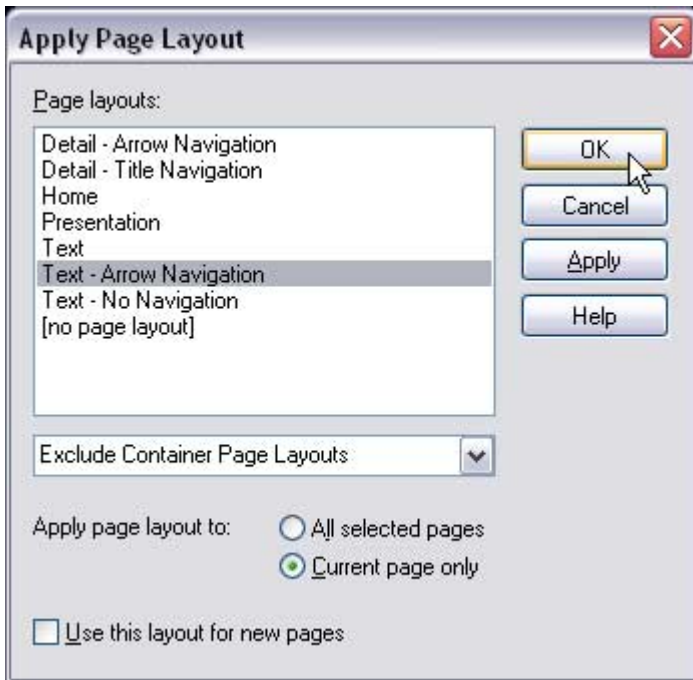 Apply Page Layout
Page layouts:
Detail - Arrow Navigation
Detail - Title Navigation
Home
Presentation
Text
Text - Arrow Navigation
Text - No Navigation
[no page layout]
OK
Cancel
Apply
Help
Exclude Container Page Layouts
Apply page layout to:
All selected pages
Current page only
Use this layout for new pages